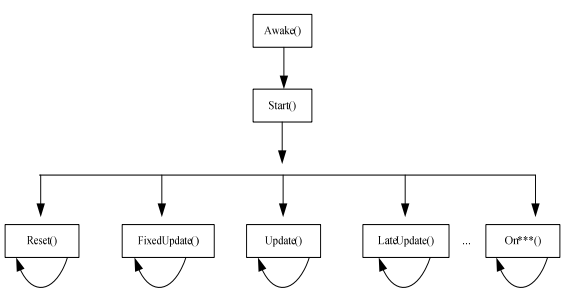 Awake()
Start()
Reset()
FixedUpdate()
Update()
LateUpdate()
...
On***()